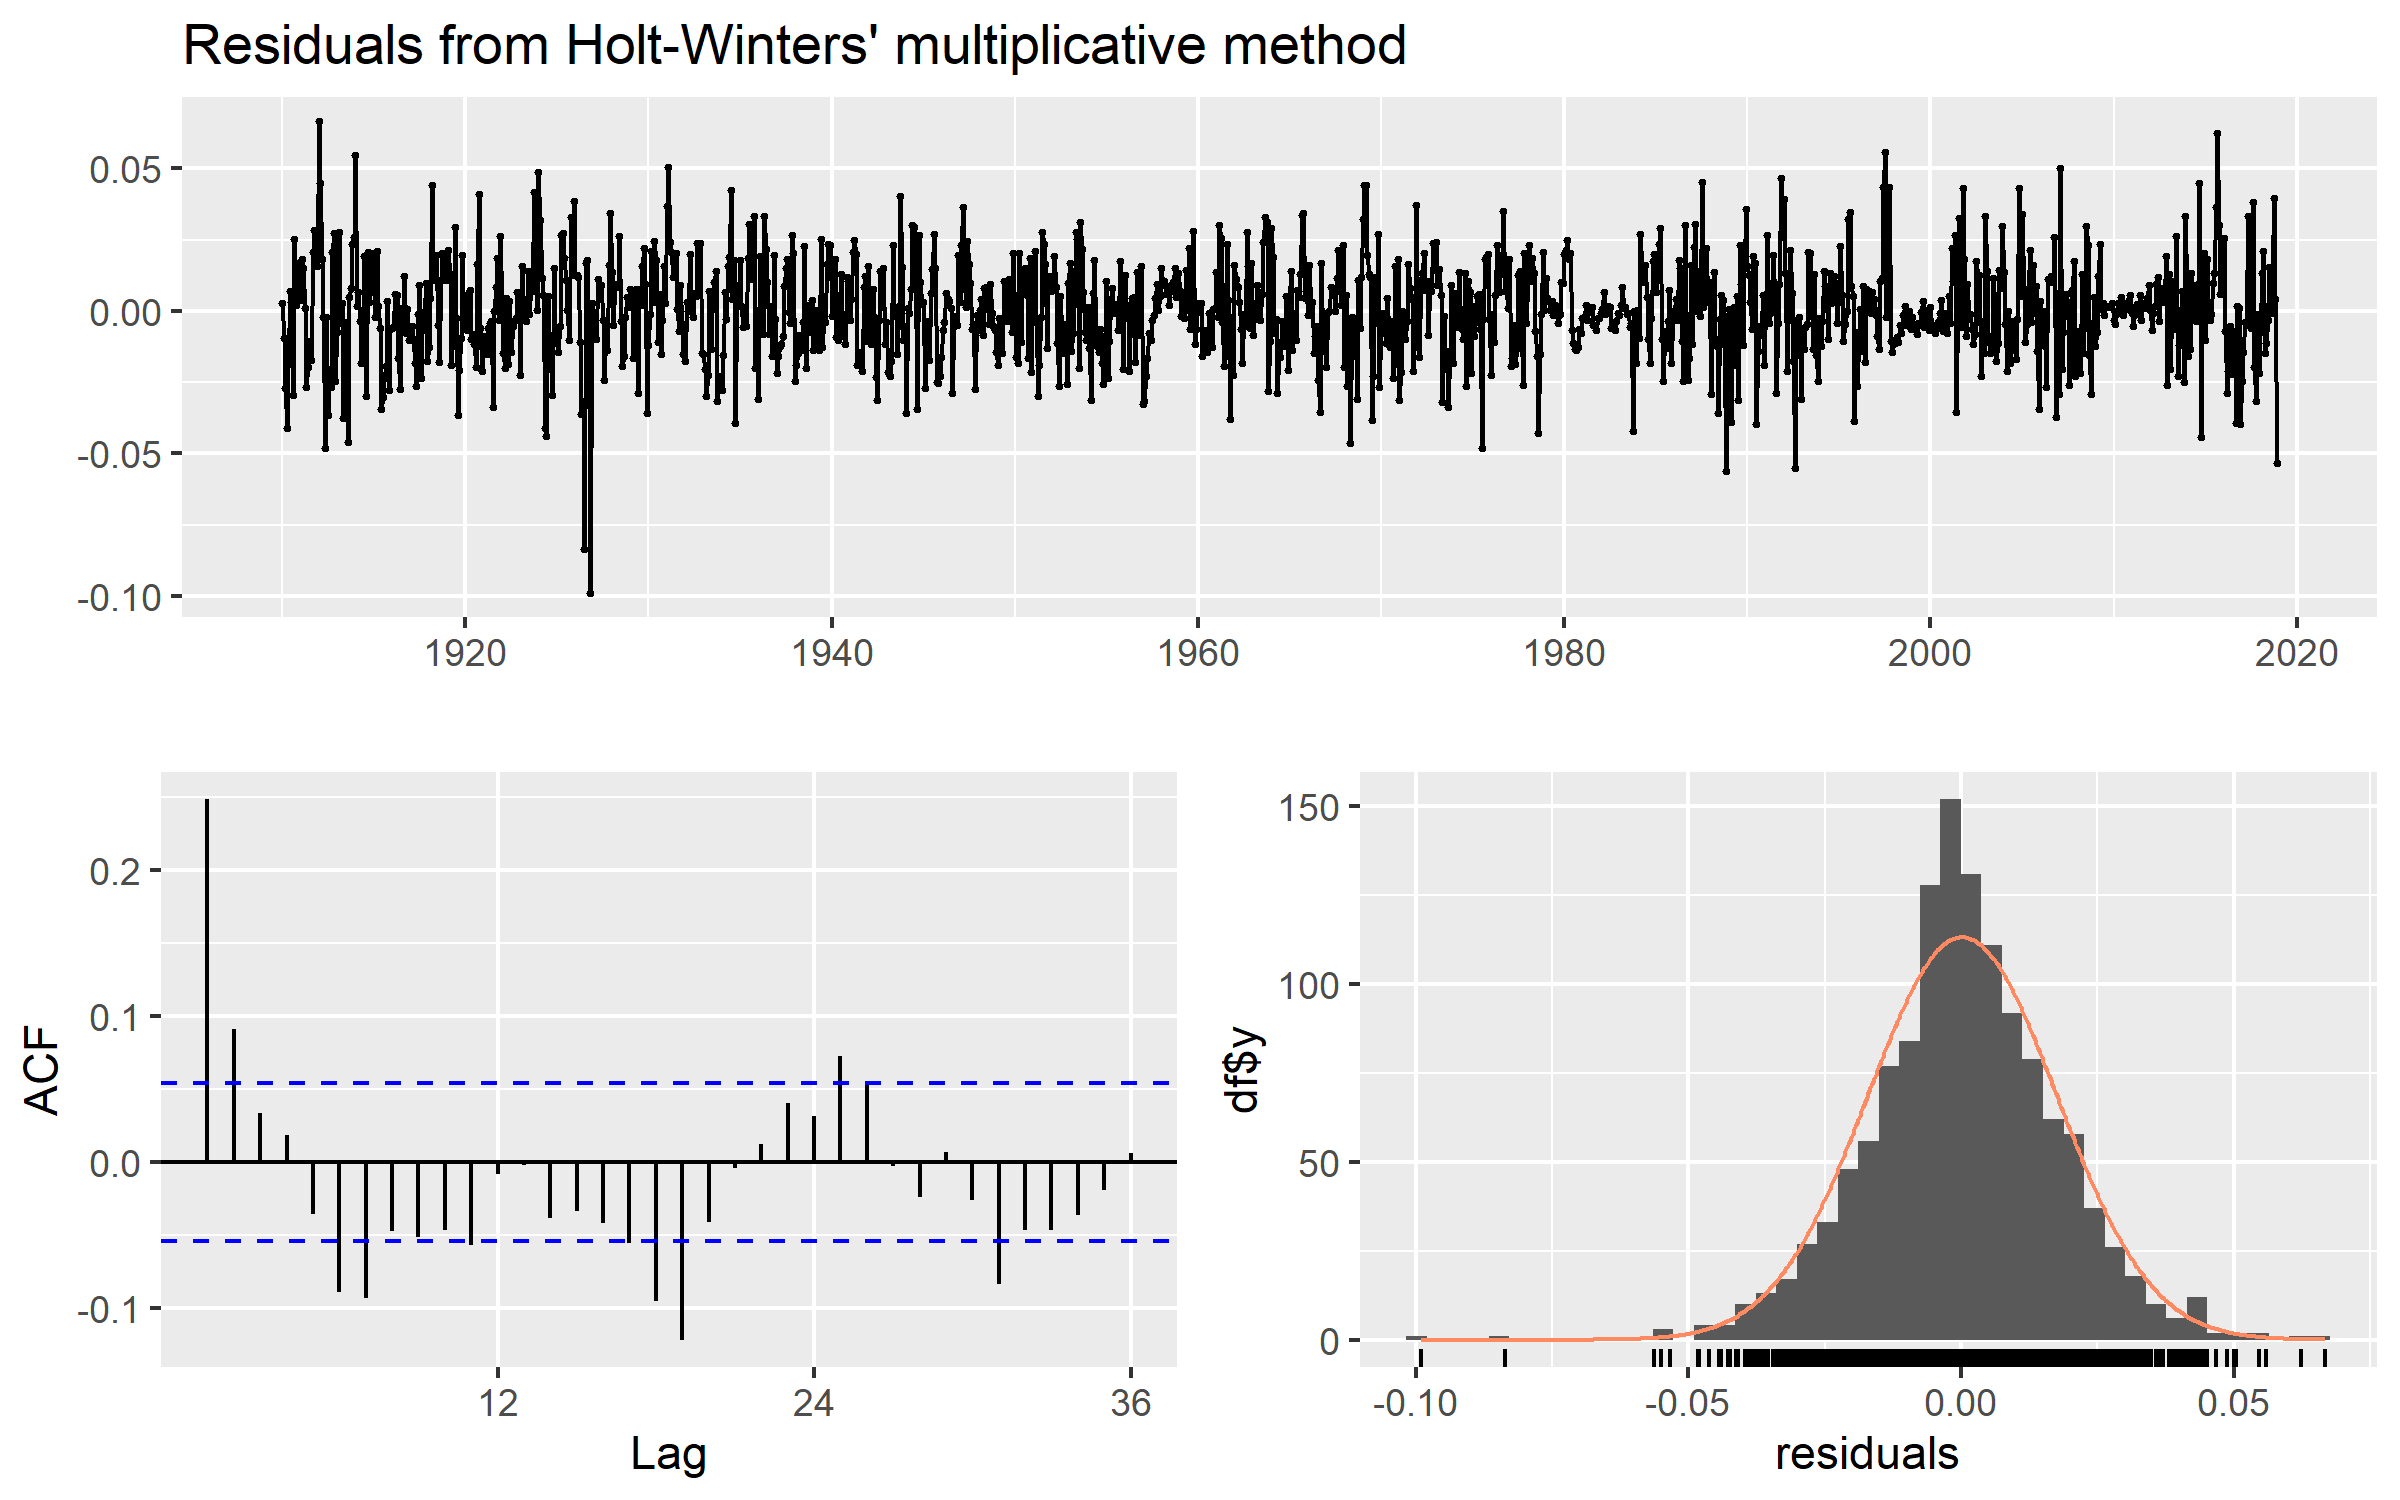 Residuals from Holt-Winters' multiplicative method
0.05
0.00
-0.05
-0.10
1920 1940 1960 1980 2000 2020
ACF
0.2
0.1
0.0
-0.1
12 24 36
Lag
df$y
150
100
50
0
-0.10 -0.05 0.00 0.05
residuals